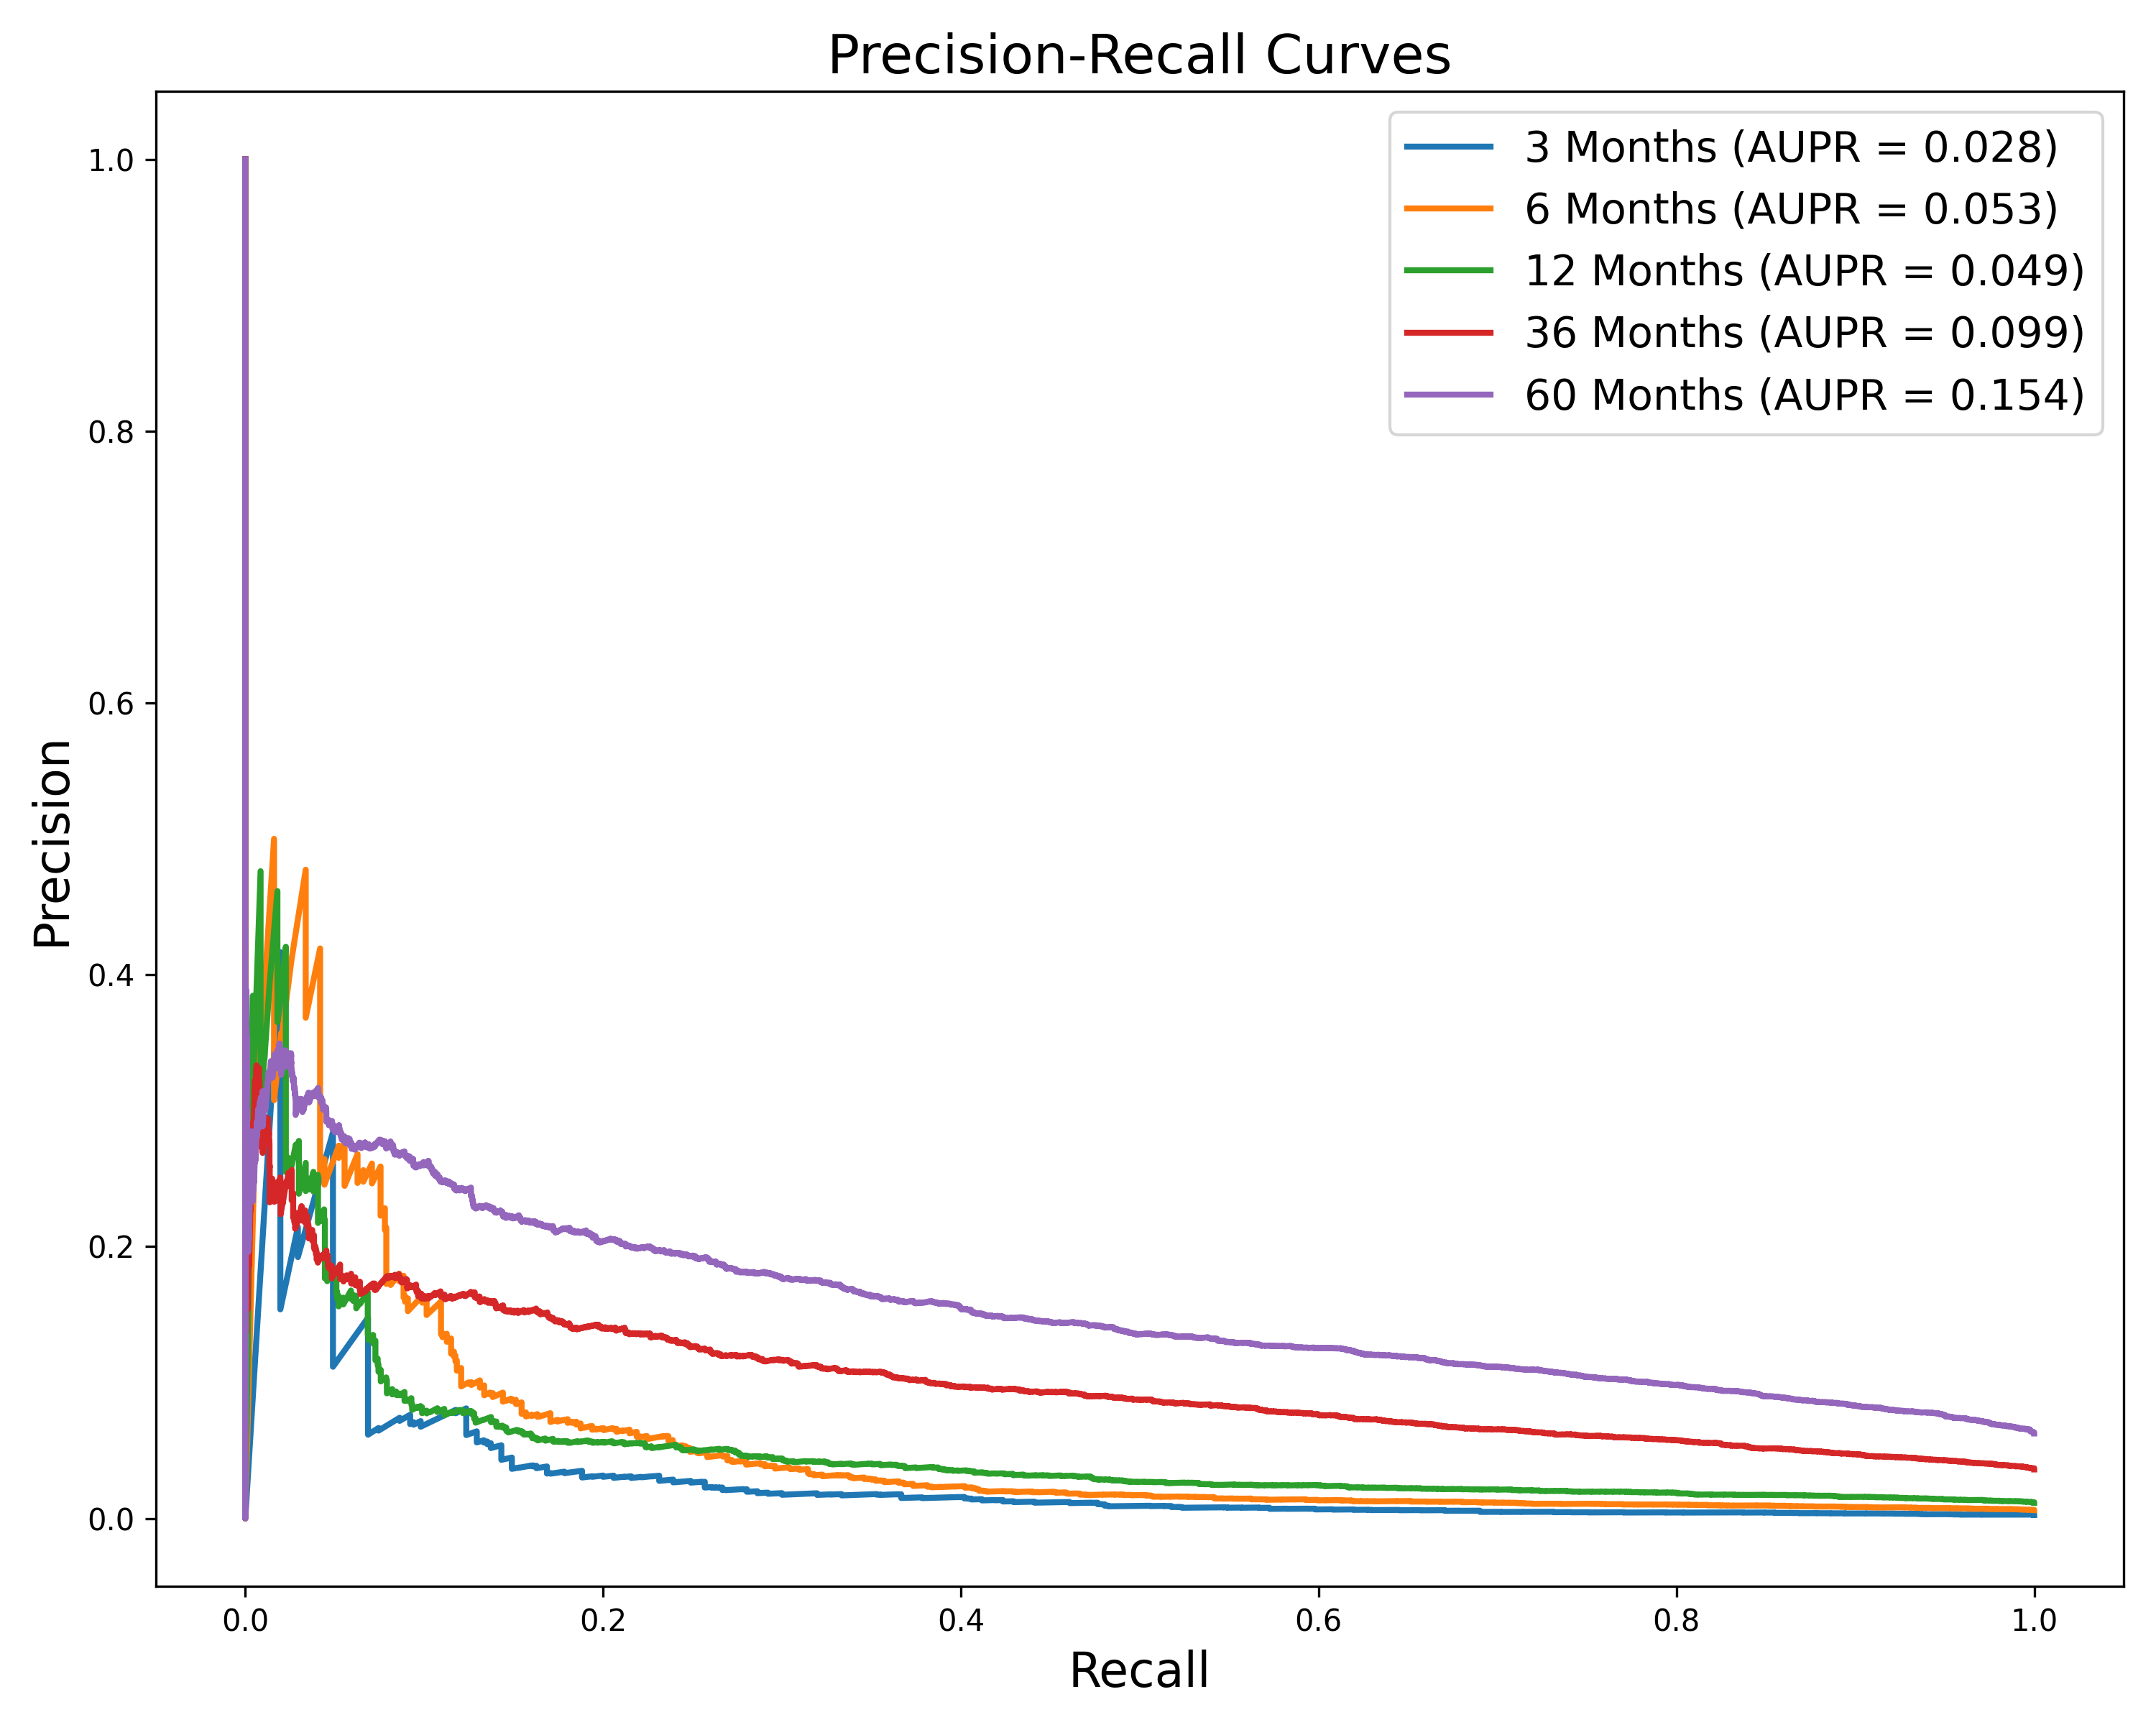 Precision-Recall Curves
3 Months (AUPR = 0.028)
6 Months (AUPR = 0.053)
12 Months (AUPR = 0.049)
36 Months (AUPR = 0.099)
60 Months (AUPR = 0.154)
Precision
1.0
0.8
0.6
0.4
0.2
0.0
0.0 0.2 0.4 0.6 0.8 1.0
Recall